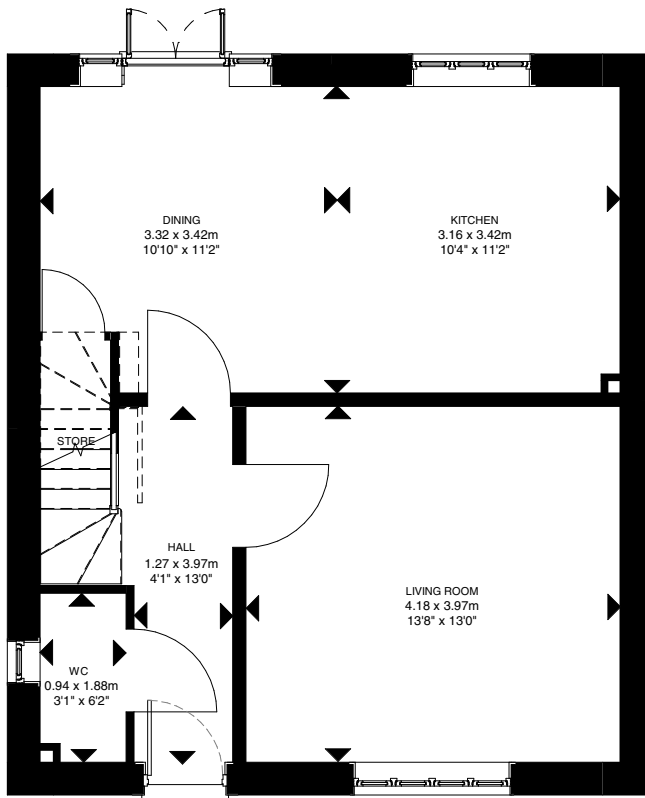 DINING
3.32 x 3.42m
10'10" x 11'2"
KITCHEN
3.16 x 3.42m
10'4" x 11'2"
STORE
HALL
1.27 x 3.97m
4'1" x 13'0"
LIVING ROOM
4.18 x 3.97m
13'8" x 13'0"
WC
0.94 x 1.88m
3'1" x 6'2"